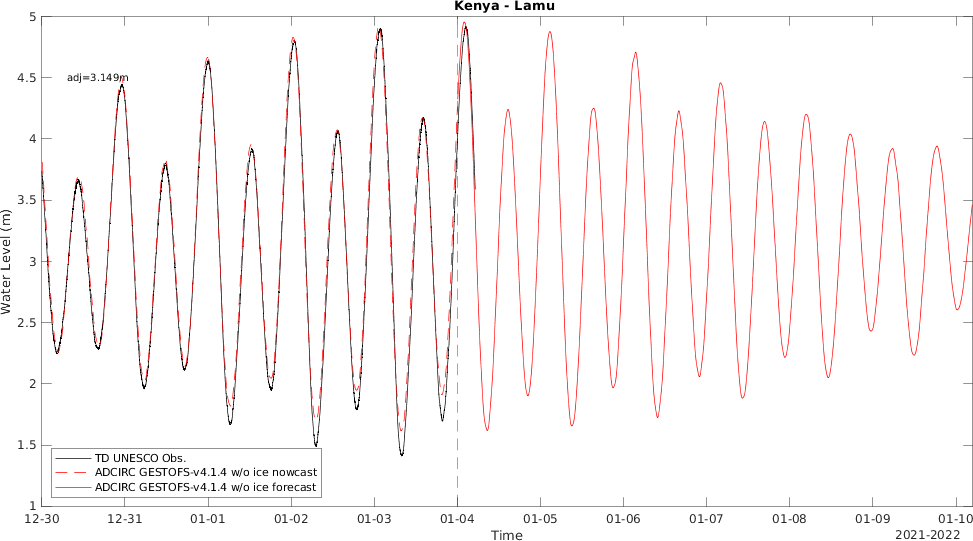 Kenya - Lamu
5
4.5
4
3.5
3
2.5
2
1.5
1
Water Level (m)
adj=3.149m
TD UNESCO Obs.
ADCIRC GESTOFS-v4.1.4 w/o ice nowcast
ADCIRC GESTOFS-v4.1.4 w/o ice forecast
12-30 12-31 01-01 01-02 01-03 01-04 01-05 01-06 01-07 01-08 01-09 01-10
Time
2021-2022